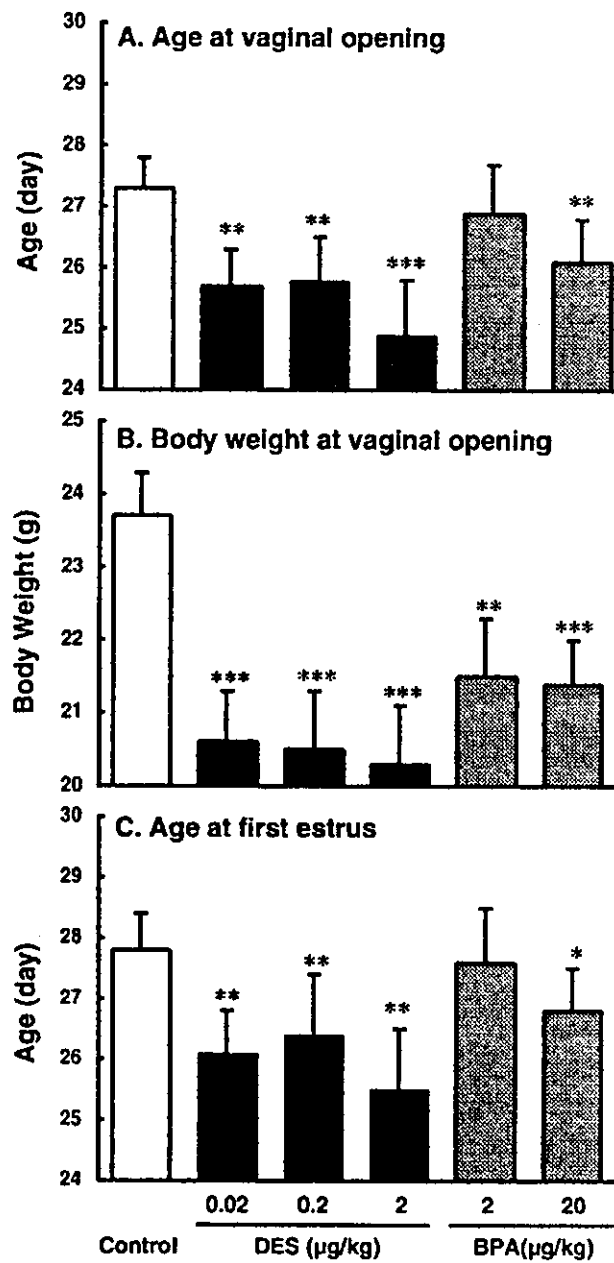 A. Age at vaginal opening
30
29
28
27
26
25
24
Age (day)
** ** *** **
B. Body weight at vaginal opening
25
24
23
22
21
20
Body Weight (g)
*** *** *** ** ***
C. Age at first estrus
30
29
28
27
26
25
24
Age (day)
** ** ** *
0.02 0.2 2 2 20
Control DES (µg/kg) BPA(µg/kg)